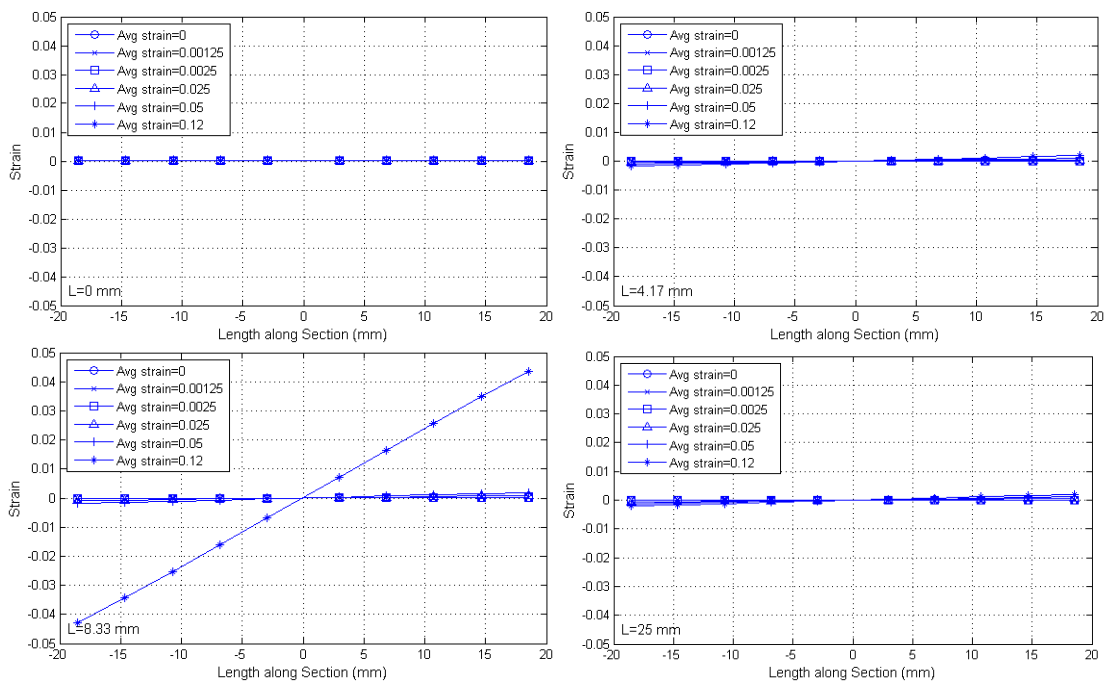 0.05
0.04
0.03
0.02
0.01
0
-0.01
-0.02
-0.03
-0.04
-0.05
Strain
Avg strain=0
Avg strain=0.00125
Avg strain=0.0025
Avg strain=0.025
Avg strain=0.05
Avg strain=0.12
L=0 mm
-20 -15 -10 -5 0 5 10 15 20
Length along Section (mm)
0.05
0.04
0.03
0.02
0.01
0
-0.01
-0.02
-0.03
-0.04
-0.05
Strain
Avg strain=0
Avg strain=0.00125
Avg strain=0.0025
Avg strain=0.025
Avg strain=0.05
Avg strain=0.12
L=4.17 mm
-20 -15 -10 -5 0 5 10 15 20
Length along Section (mm)
0.05
0.04
0.03
0.02
0.01
0
-0.01
-0.02
-0.03
-0.04
-0.05
Strain
Avg strain=0
Avg strain=0.00125
Avg strain=0.0025
Avg strain=0.025
Avg strain=0.05
Avg strain=0.12
L=8.33 mm
-20 -15 -10 -5 0 5 10 15 20
Length along Section (mm)
0.05
0.04
0.03
0.02
0.01
0
-0.01
-0.02
-0.03
-0.04
-0.05
Strain
Avg strain=0
Avg strain=0.00125
Avg strain=0.0025
Avg strain=0.025
Avg strain=0.05
Avg strain=0.12
L=25 mm
-20 -15 -10 -5 0 5 10 15 20
Length along Section (mm)